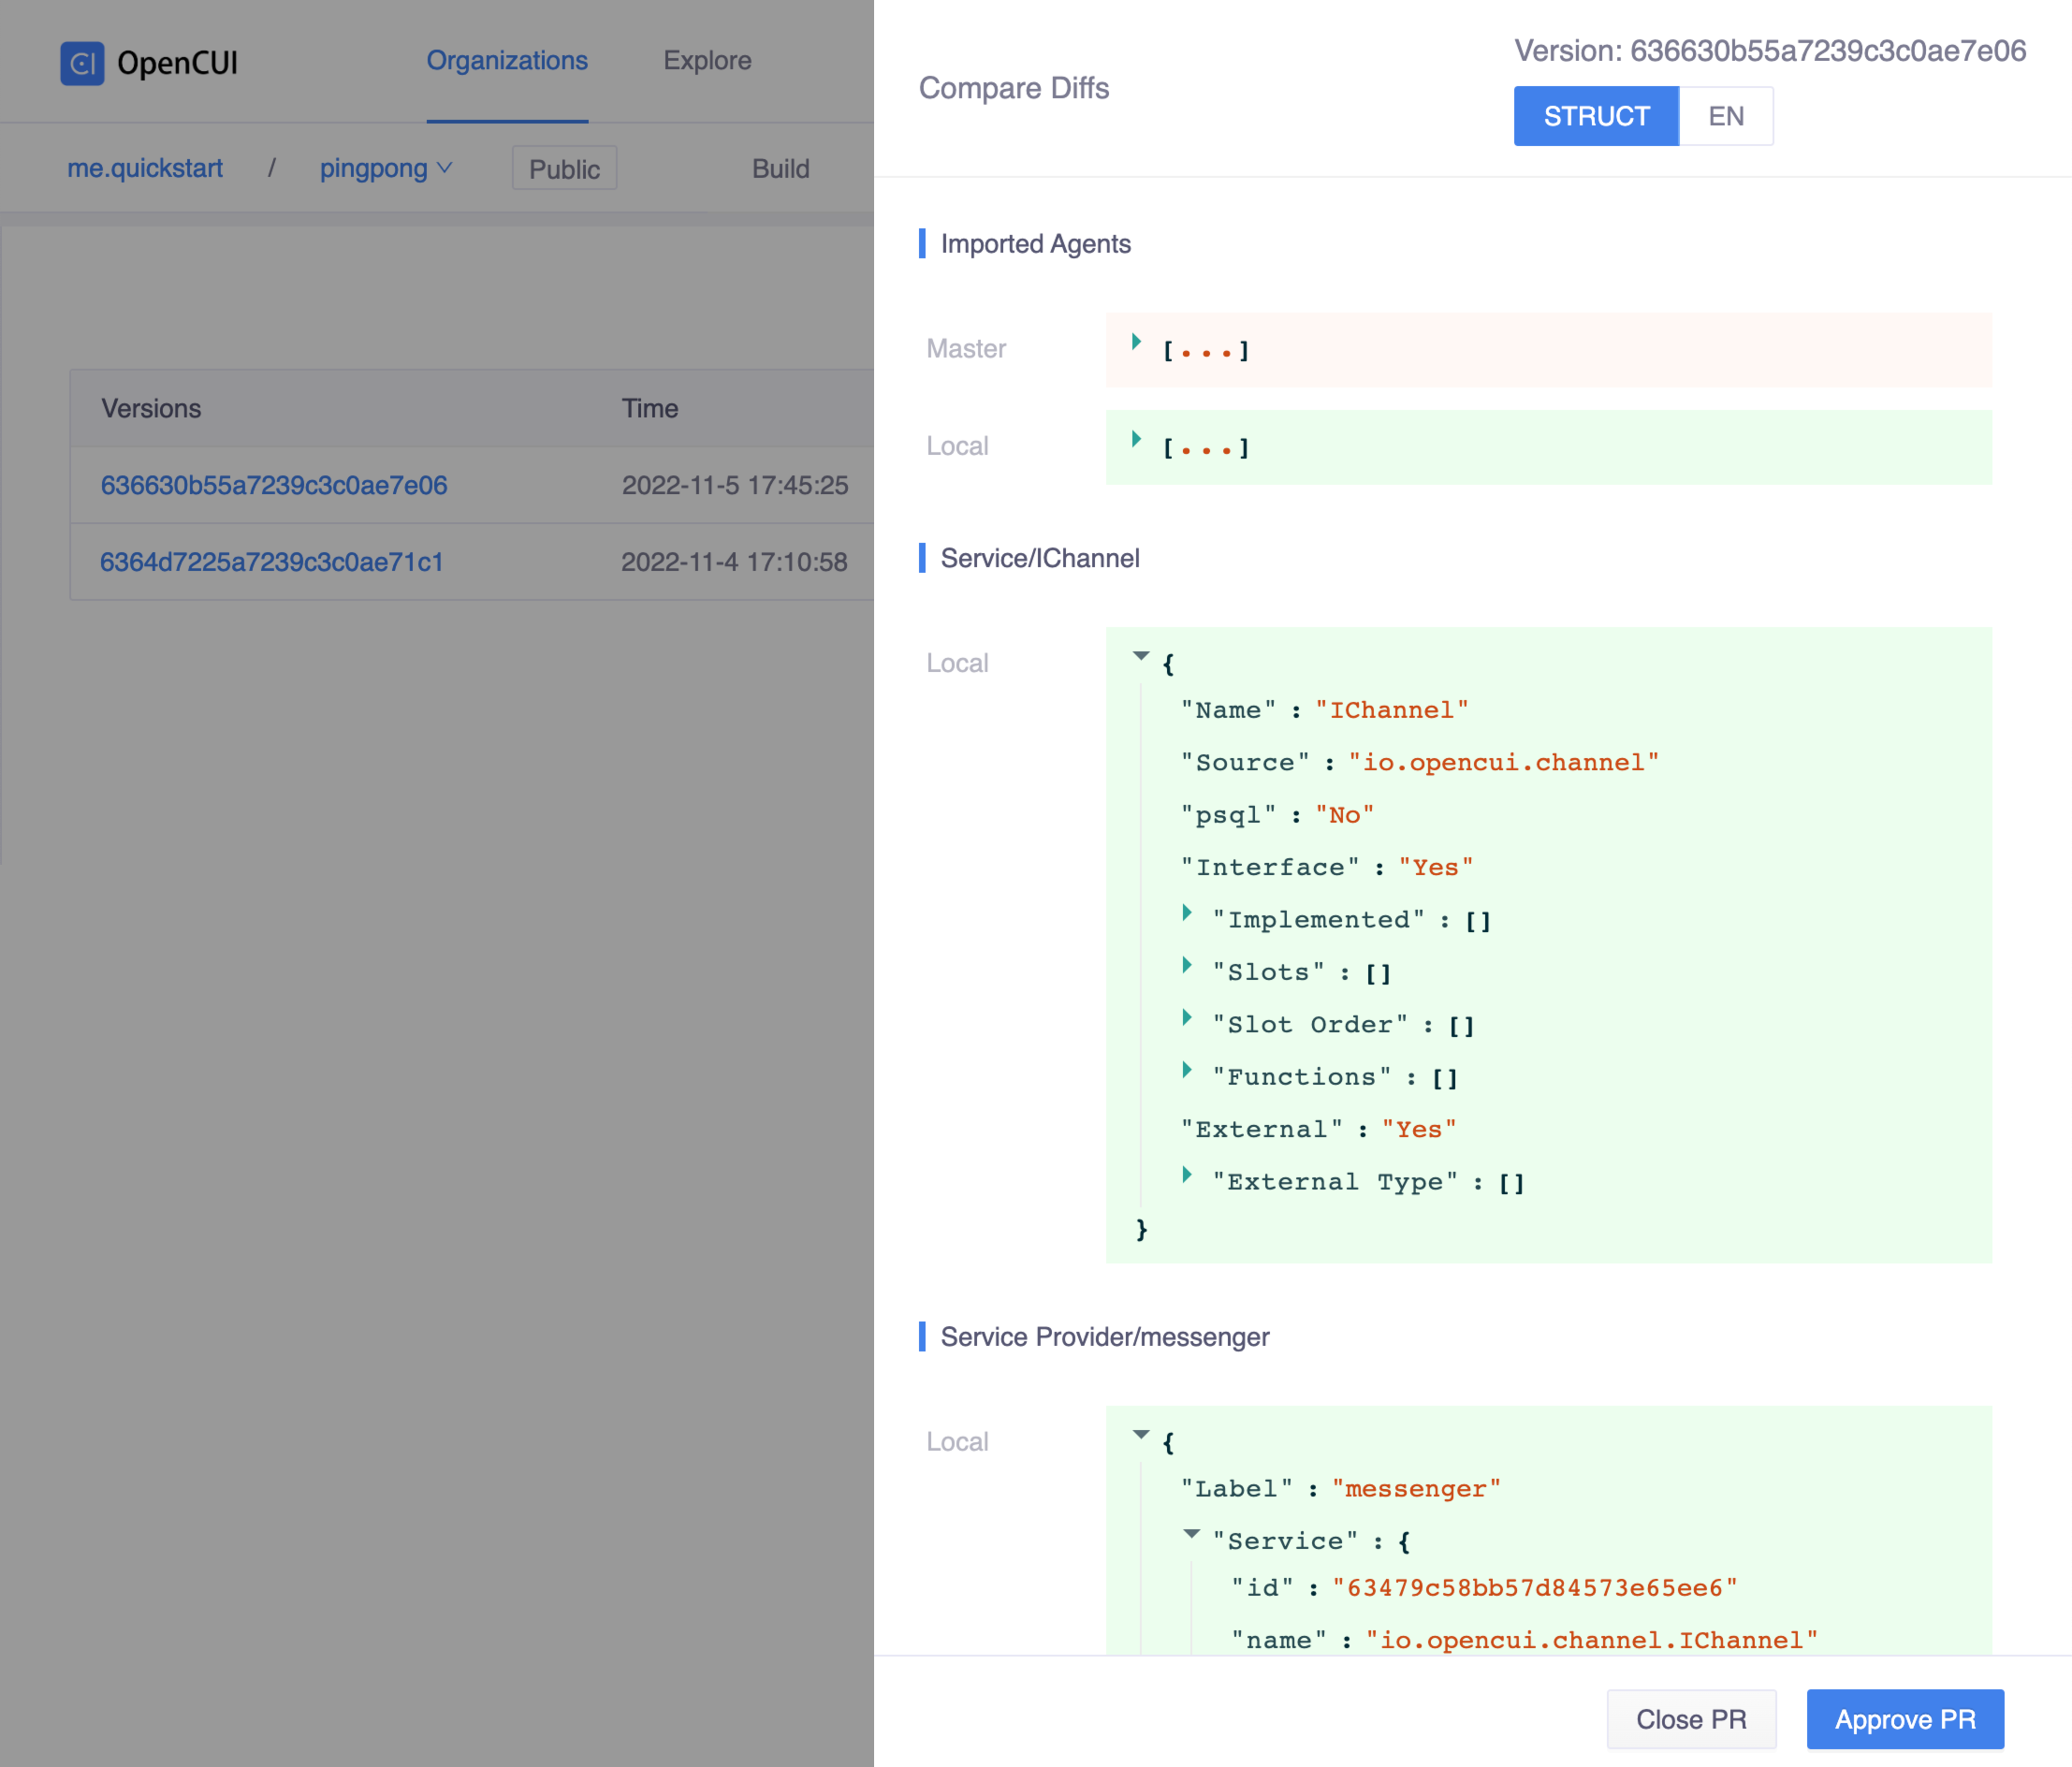 OpenCUI
Organizations
Explore
me.quickstart / pingpong
Public
Build
Versions Time
636630b55a7239c3c0ae7e06 2022-11-5 17:45:25
6364d7225a7239c3c0ae71c1 2022-11-4 17:10:58
Compare Diffs
Version: 636630b55a7239c3c0ae7e06
STRUCT EN
Imported Agents
Master [...]
Local [...]
Service/IChannel
Local {
"Name" : "IChannel"
"Source" : "io.opencui.channel"
"psql" : "No"
"Interface" : "Yes"
"Implemented" : []
"Slots" : []
"Slot Order" : []
"Functions" : []
"External" : "Yes"
"External Type" : []
}
Service Provider/messenger
Local {
"Label" : "messenger"
"Service" : {
"id" : "63479c58bb57d84573e65ee6"
"name" : "io.opencui.channel.IChannel"
Close PR Approve PR